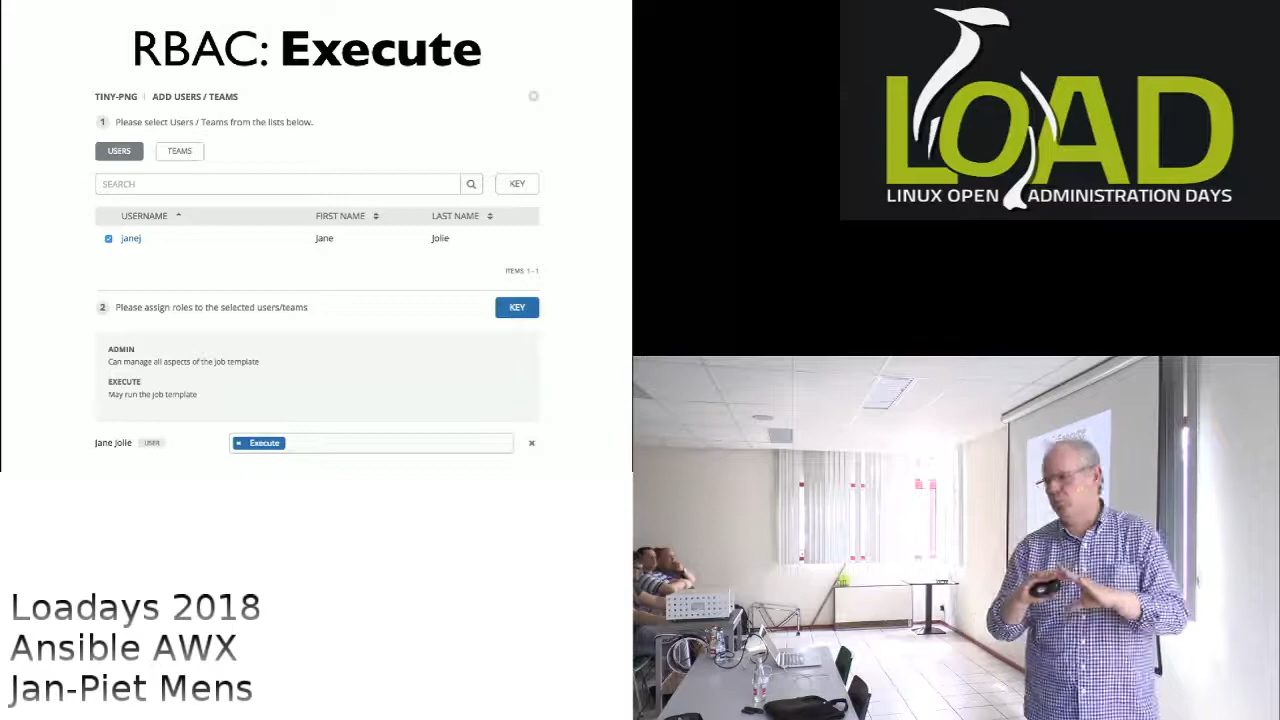 RBAC: Execute
TINY-PNG ADD USERS / TEAMS
1 Please select Users / Teams from the lists below.
USERS TEAMS
SEARCH KEY
USERNAME FIRST NAME LAST NAME
janej Jane Jolie
ITEMS 1 - 1
2 Please assign roles to the selected users/teams KEY
ADMIN
Can manage all aspects of the job template
EXECUTE
May run the job template
Jane Jolie USER × Execute ×
LOAD
LINUX OPEN ADMINISTRATION DAYS
Loadays 2018
Ansible AWX
Jan-Piet Mens